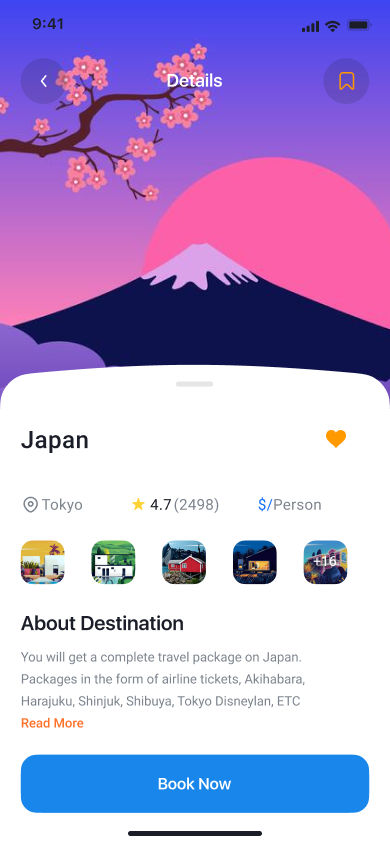 9:41
Details
Japan
Tokyo
4.7 (2498)
$/Person
+16
About Destination
You will get a complete travel package on Japan.
Packages in the form of airline tickets, Akihabara,
Harajuku, Shinjuk, Shibuya, Tokyo Disneylan, ETC
Read More
Book Now